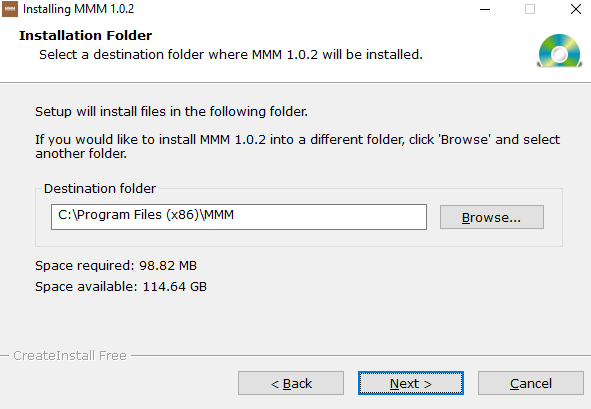 MMM
Installing MMM 1.0.2
Installation Folder
Select a destination folder where MMM 1.0.2 will be installed.
Setup will install files in the following folder.
If you would like to install MMM 1.0.2 into a different folder, click 'Browse' and select
another folder.
Destination folder
C:\Program Files (x86)\MMM
Browse...
Space required: 98.82 MB
Space available: 114.64 GB
CreateInstall Free
< Back
Next >
Cancel